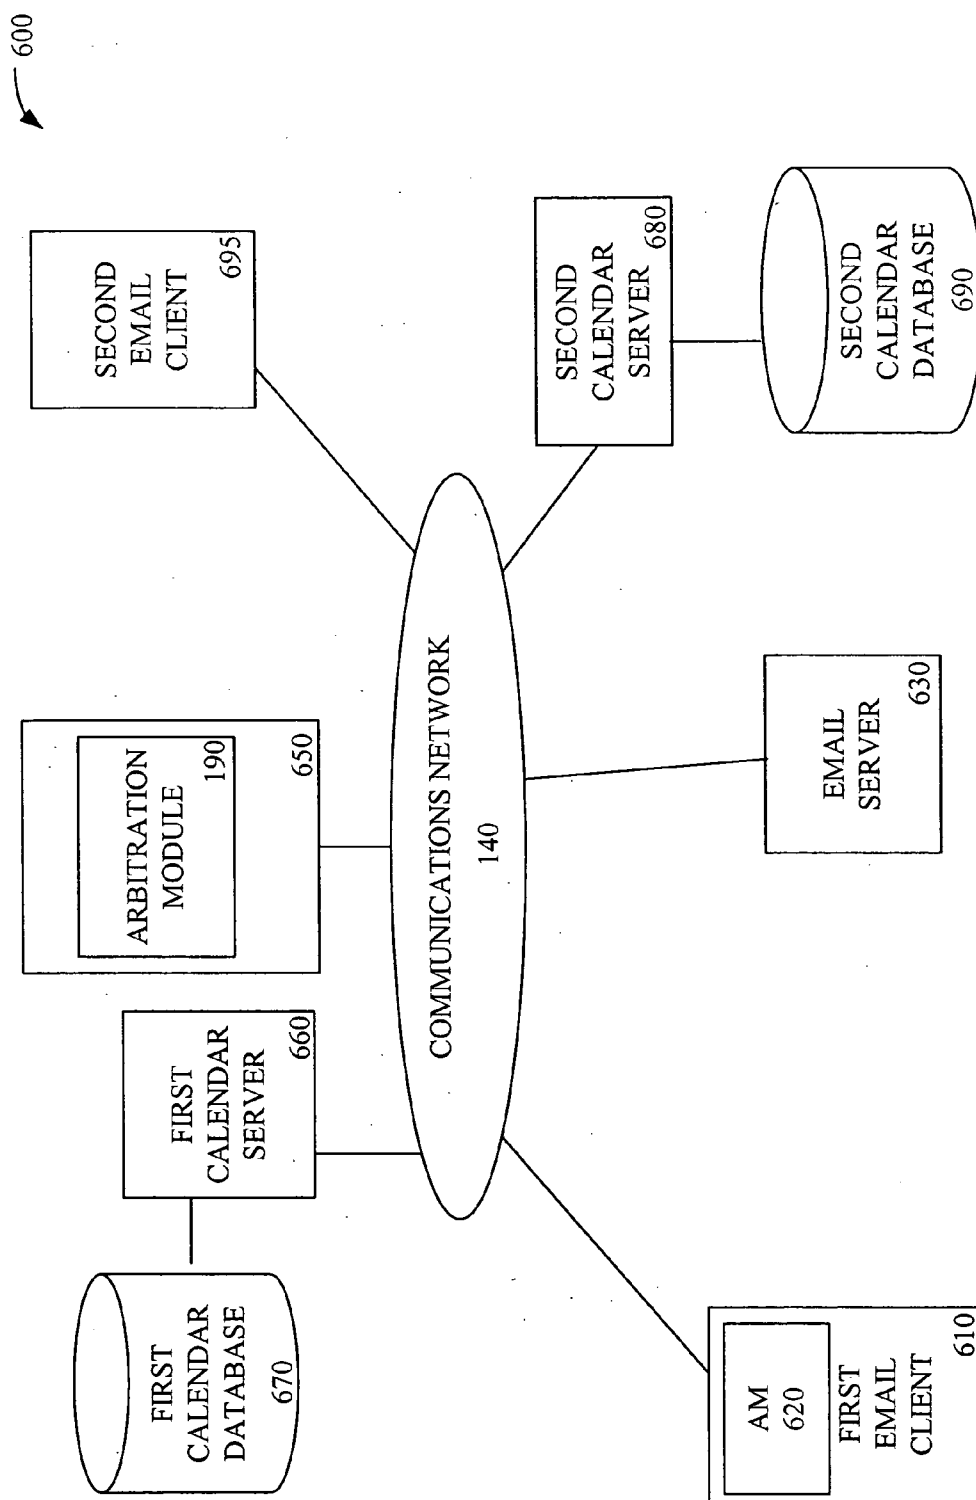 600
FIRST
CALENDAR
DATABASE
670
FIRST
CALENDAR
SERVER
660
ARBITRATION
MODULE
190
650
SECOND
EMAIL
CLIENT
695
COMMUNICATIONS NETWORK
140
AM
620
FIRST
EMAIL
CLIENT
610
EMAIL
SERVER
630
SECOND
CALENDAR
SERVER
680
SECOND
CALENDAR
DATABASE
690